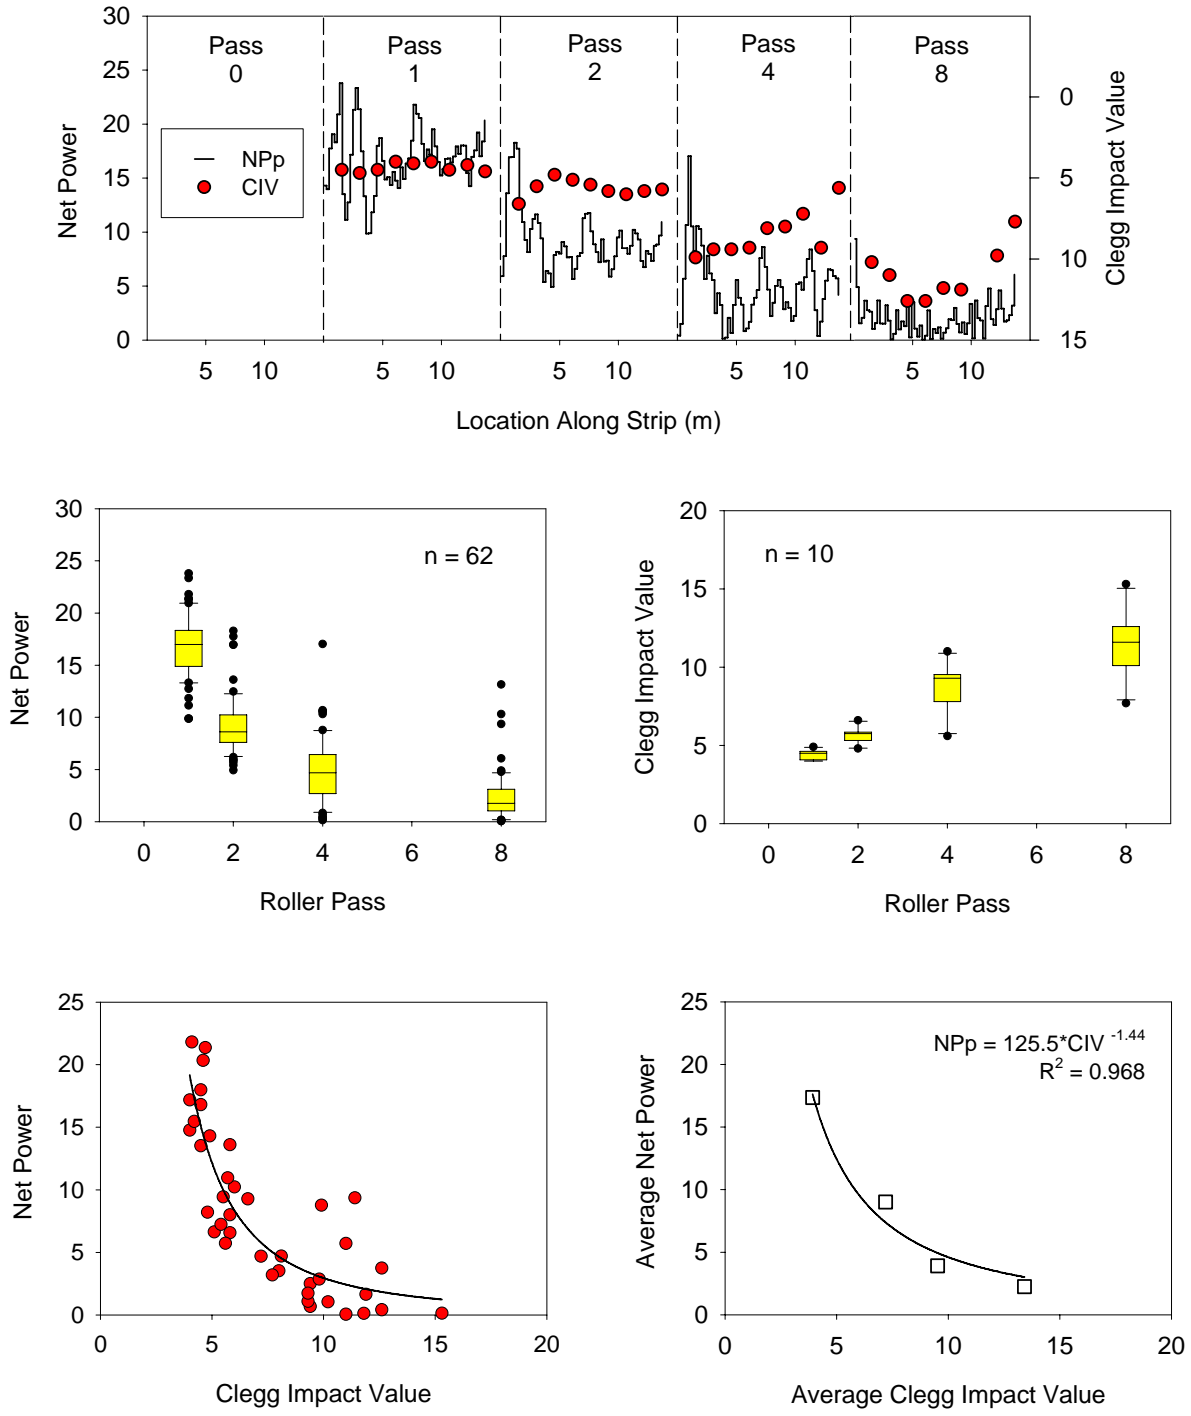 30
25
20
15
10
5
0
Net Power
Pass
0
Pass
1
Pass
2
Pass
4
Pass
8
NPp
CIV
0
5
10
15
Clegg Impact Value
5 10 5 10 5 10 5 10 5 10
Location Along Strip (m)
30
25
20
15
10
5
0
Net Power
n = 62
0 2 4 6 8
Roller Pass
20
15
10
5
0
Clegg Impact Value
n = 10
0 2 4 6 8
Roller Pass
25
20
15
10
5
0
Net Power
0 5 10 15 20
Clegg Impact Value
25
20
15
10
5
0
Average Net Power
NPp = 125.5*CIV -1.44
R2 = 0.968
0 5 10 15 20
Average Clegg Impact Value